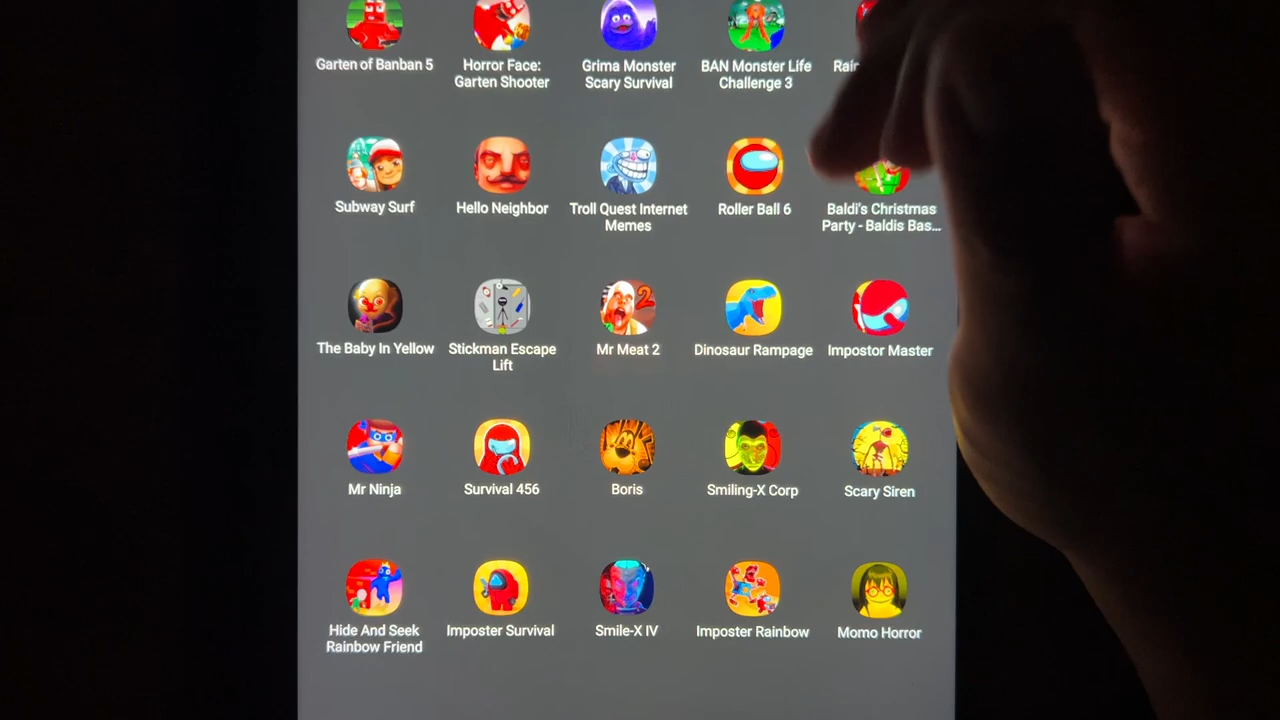 Garten of Banban 5
Horror Face:
Garten Shooter
Grima Monster
Scary Survival
BAN Monster Life
Challenge 3
Subway Surf
Hello Neighbor
Troll Quest Internet
Memes
Roller Ball 6
Baldi's Christmas
Party - Baldis Bas...
The Baby In Yellow
Stickman Escape
Lift
Mr Meat 2
2
Dinosaur Rampage
Impostor Master
Mr Ninja
Survival 456
Boris
Smiling-X Corp
Scary Siren
Hide And Seek
Rainbow Friend
Imposter Survival
Smile-X IV
Imposter Rainbow
Momo Horror